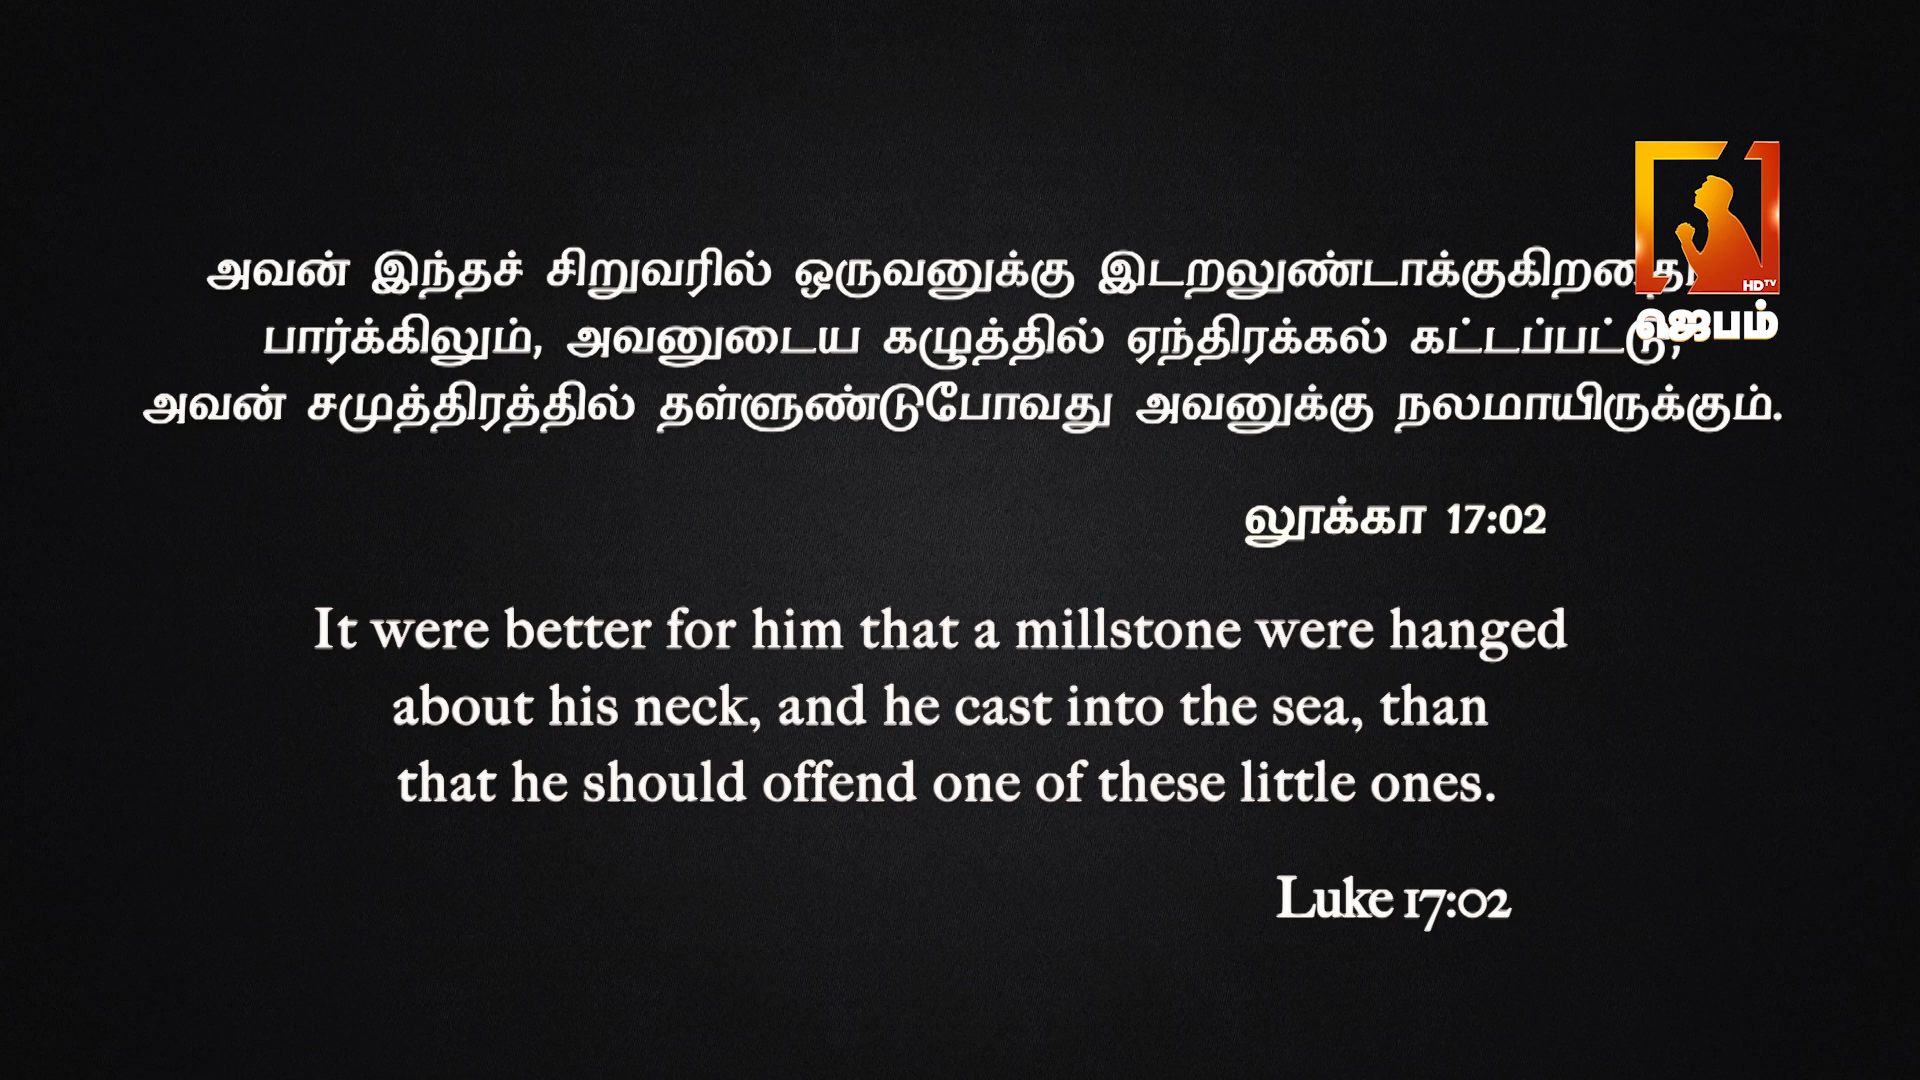 அவன் இந்தச் சிறுவரில் ஒருவனுக்கு இடறலுண்டாக்குகிறதைப்
பார்க்கிலும், அவனுடைய கழுத்தில் ஏந்திரக்கல் கட்டப்பட்டு,
அவன் சமுத்திரத்தில் தள்ளுண்டுபோவது அவனுக்கு நலமாயிருக்கும்.
லூக்கா 17:02
It were better for him that a millstone were hanged
about his neck, and he cast into the sea, than
that he should offend one of these little ones.
Luke 17:02
HDTV
ஜெபம்